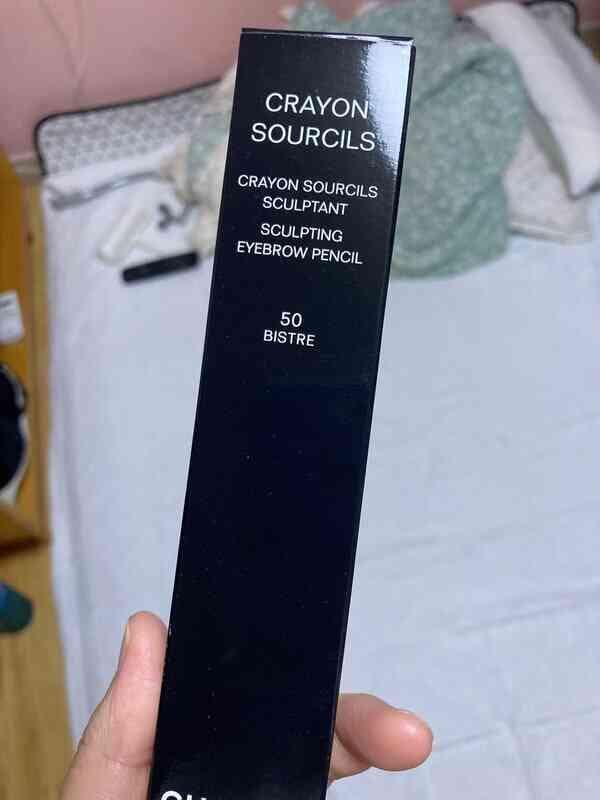 CRAYON
SOURCILS
CRAYON SOURCILS
SCULPTANT
SCULPTING
EYEBROW PENCIL
50
BISTRE